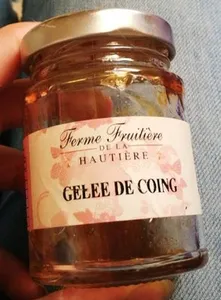 Ferme Fruitière
DE LA
HAUTIÈRE
GELEE DE COING